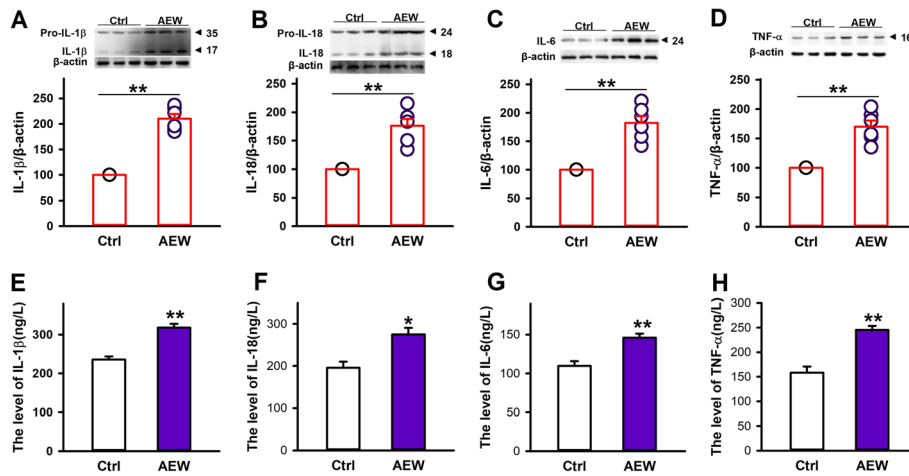 A
Ctrl AEW
Pro-IL-1β 35
IL-1β 17
β-actin
**
IL-1β/β-actin
250
200
150
100
50
0
Ctrl AEW
B
Ctrl AEW
Pro-IL-18 24
IL-18 18
β-actin
**
IL-18/β-actin
250
200
150
100
50
0
Ctrl AEW
C
Ctrl AEW
IL-6 24
β-actin
**
IL-6/β-actin
250
200
150
100
50
0
Ctrl AEW
D
Ctrl AEW
TNF-α 16
β-actin
**
TNF-α/β-actin
250
200
150
100
50
0
Ctrl AEW
E
The level of IL-1β(ng/L)
300
200
100
0
**
Ctrl AEW
F
The level of IL-18(ng/L)
300
200
100
0
*
Ctrl AEW
G
The level of IL-6(ng/L)
150
100
50
0
**
Ctrl AEW
H
The level of TNF-α(ng/L)
300
250
200
150
100
50
0
**
Ctrl AEW